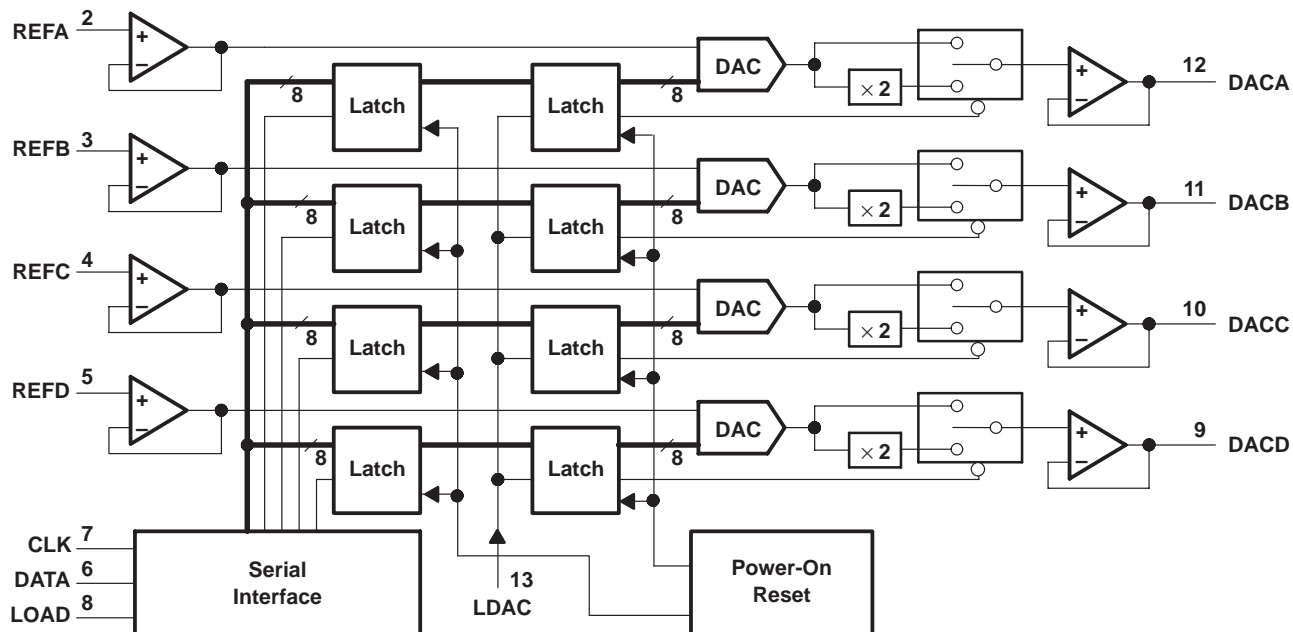 REFA 2 + − DAC × 2 + − 12 DACA
8 Latch Latch 8
REFB 3 + − DAC × 2 + − 11 DACB
8 Latch Latch 8
REFC 4 + − DAC × 2 + − 10 DACC
8 Latch Latch 8
REFD 5 + − DAC × 2 + − 9 DACD
8 Latch Latch 8
CLK 7
DATA 6
LOAD 8
Serial
Interface
13
LDAC
Power-On
Reset